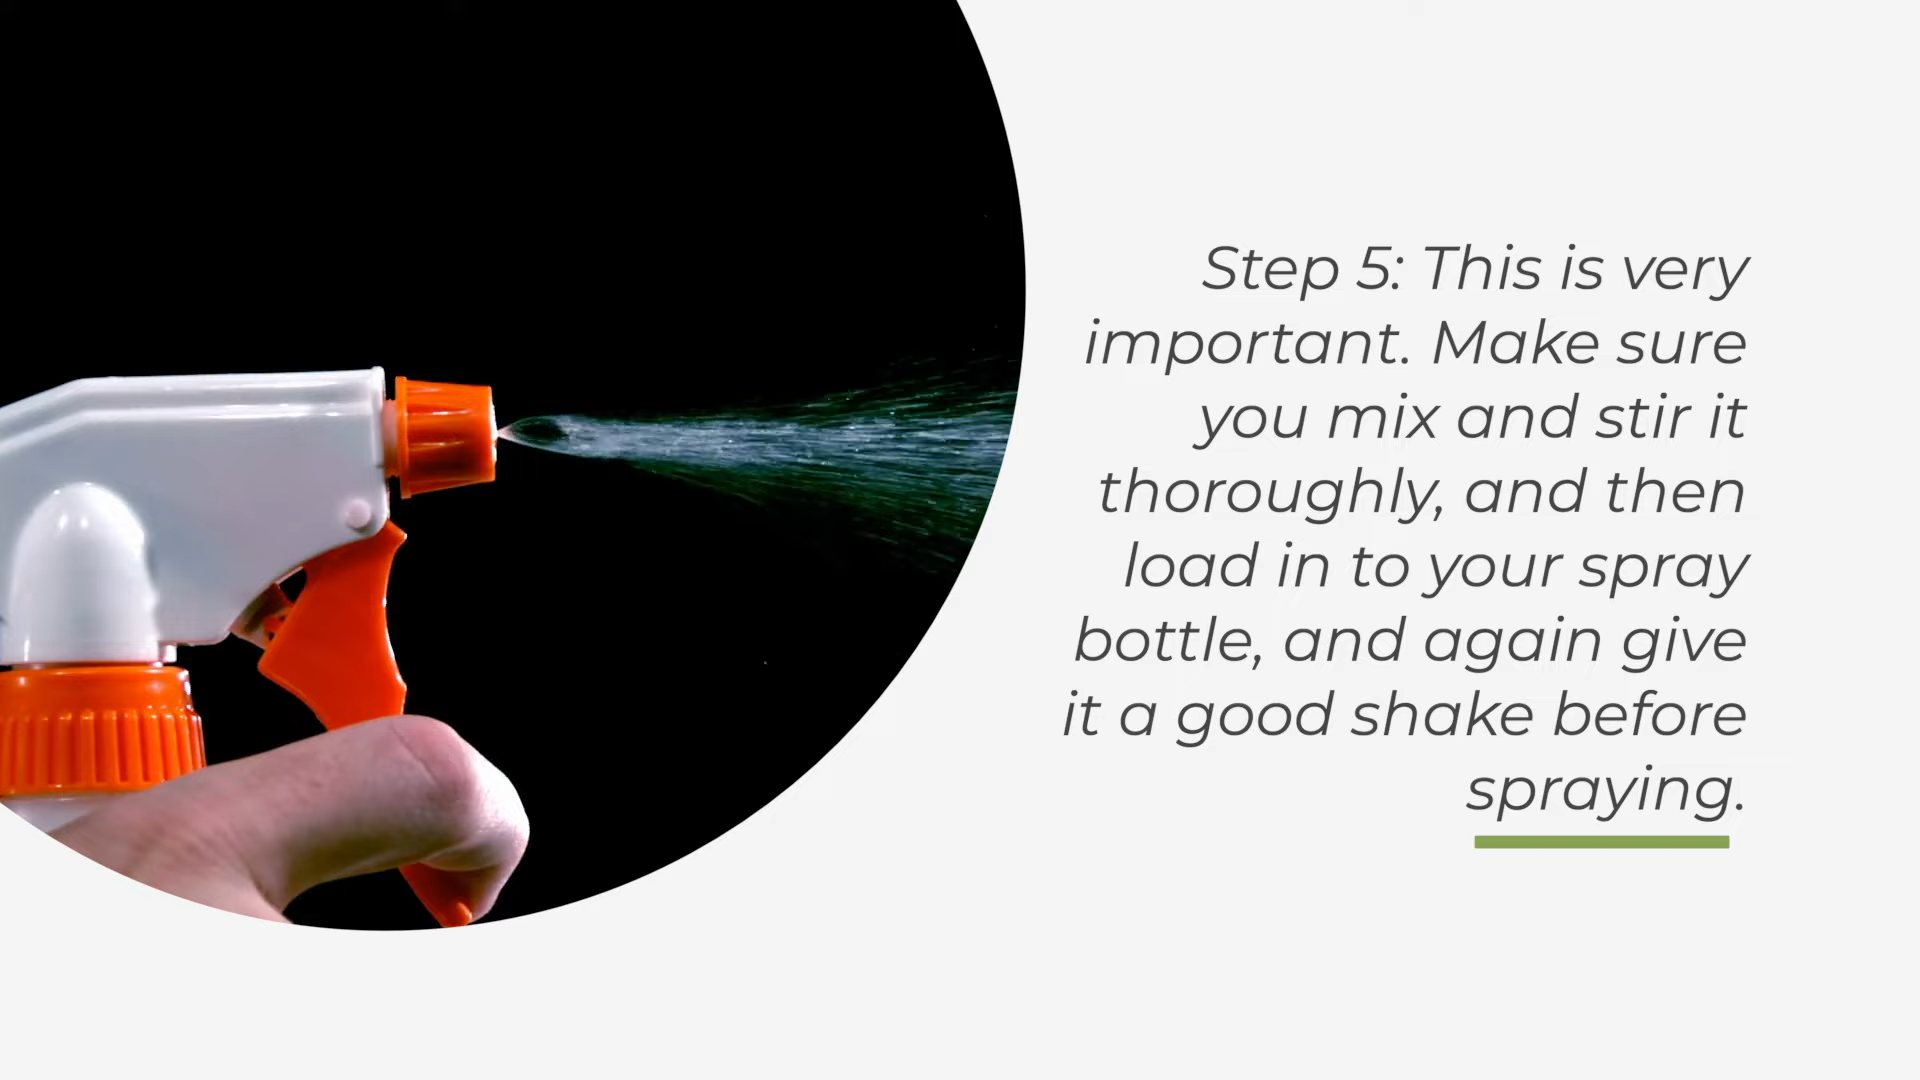 Step 5: This is very
important. Make sure
you mix and stir it
thoroughly, and then
load in to your spray
bottle, and again give
it a good shake before
spraying.